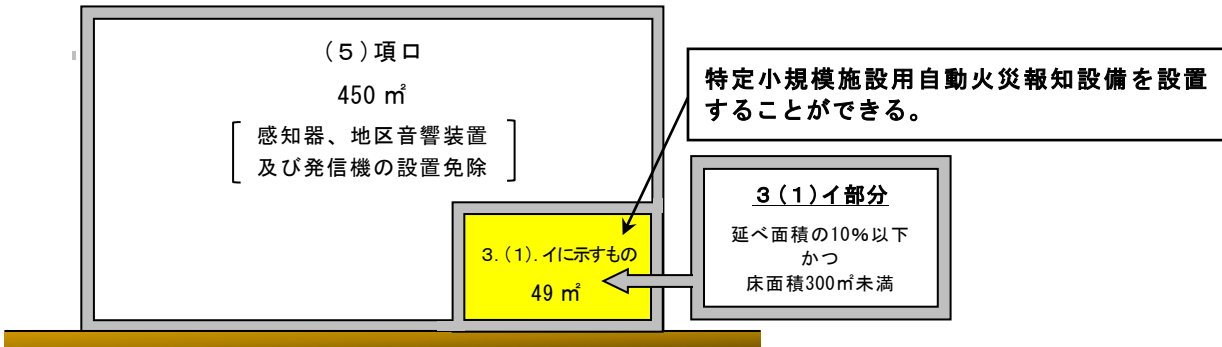 (5)項ロ
450 ㎡
感知器、地区音響装置
及び発信機の設置免除
特定小規模施設用自動火災報知設備を設置
することができる。
3.(1).イに示すもの
49 ㎡
3(1)イ部分
延べ面積の10%以下
かつ
床面積300㎡未満